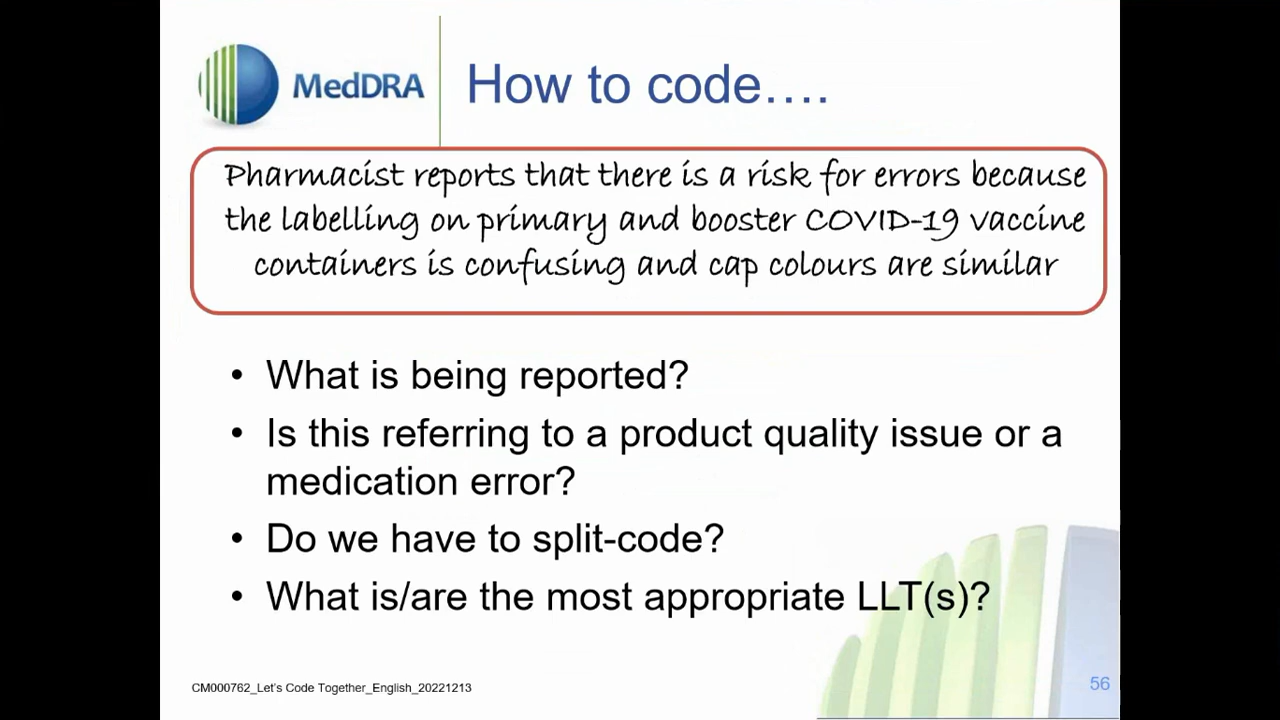 MedDRA
How to code….
Pharmacist reports that there is a risk for errors because
the labelling on primary and booster COVID-19 vaccine
containers is confusing and cap colours are similar
• What is being reported?
• Is this referring to a product quality issue or a
medication error?
• Do we have to split-code?
• What is/are the most appropriate LLT(s)?
CM000762_Let's Code Together_English_20221213
56